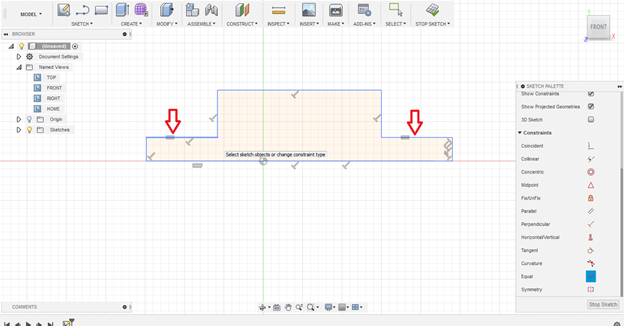 MODEL
SKETCH
CREATE
MODIFY
ASSEMBLE
CONSTRUCT
INSPECT
INSERT
MAKE
ADD-INS
SELECT
STOP SKETCH
FRONT
Z
X
BROWSER
(Unsaved)
Document Settings
Named Views
TOP
FRONT
RIGHT
HOME
Origin
Sketches
Select sketch objects or change constraint type
SKETCH PALETTE
Show Constraints
Show Projected Geometries
3D Sketch
Constraints
Coincident
Collinear
Concentric
Midpoint
Fix/UnFix
Parallel
Perpendicular
Horizontal/Vertical
Tangent
Curvature
Equal
Symmetry
Stop Sketch
COMMENTS